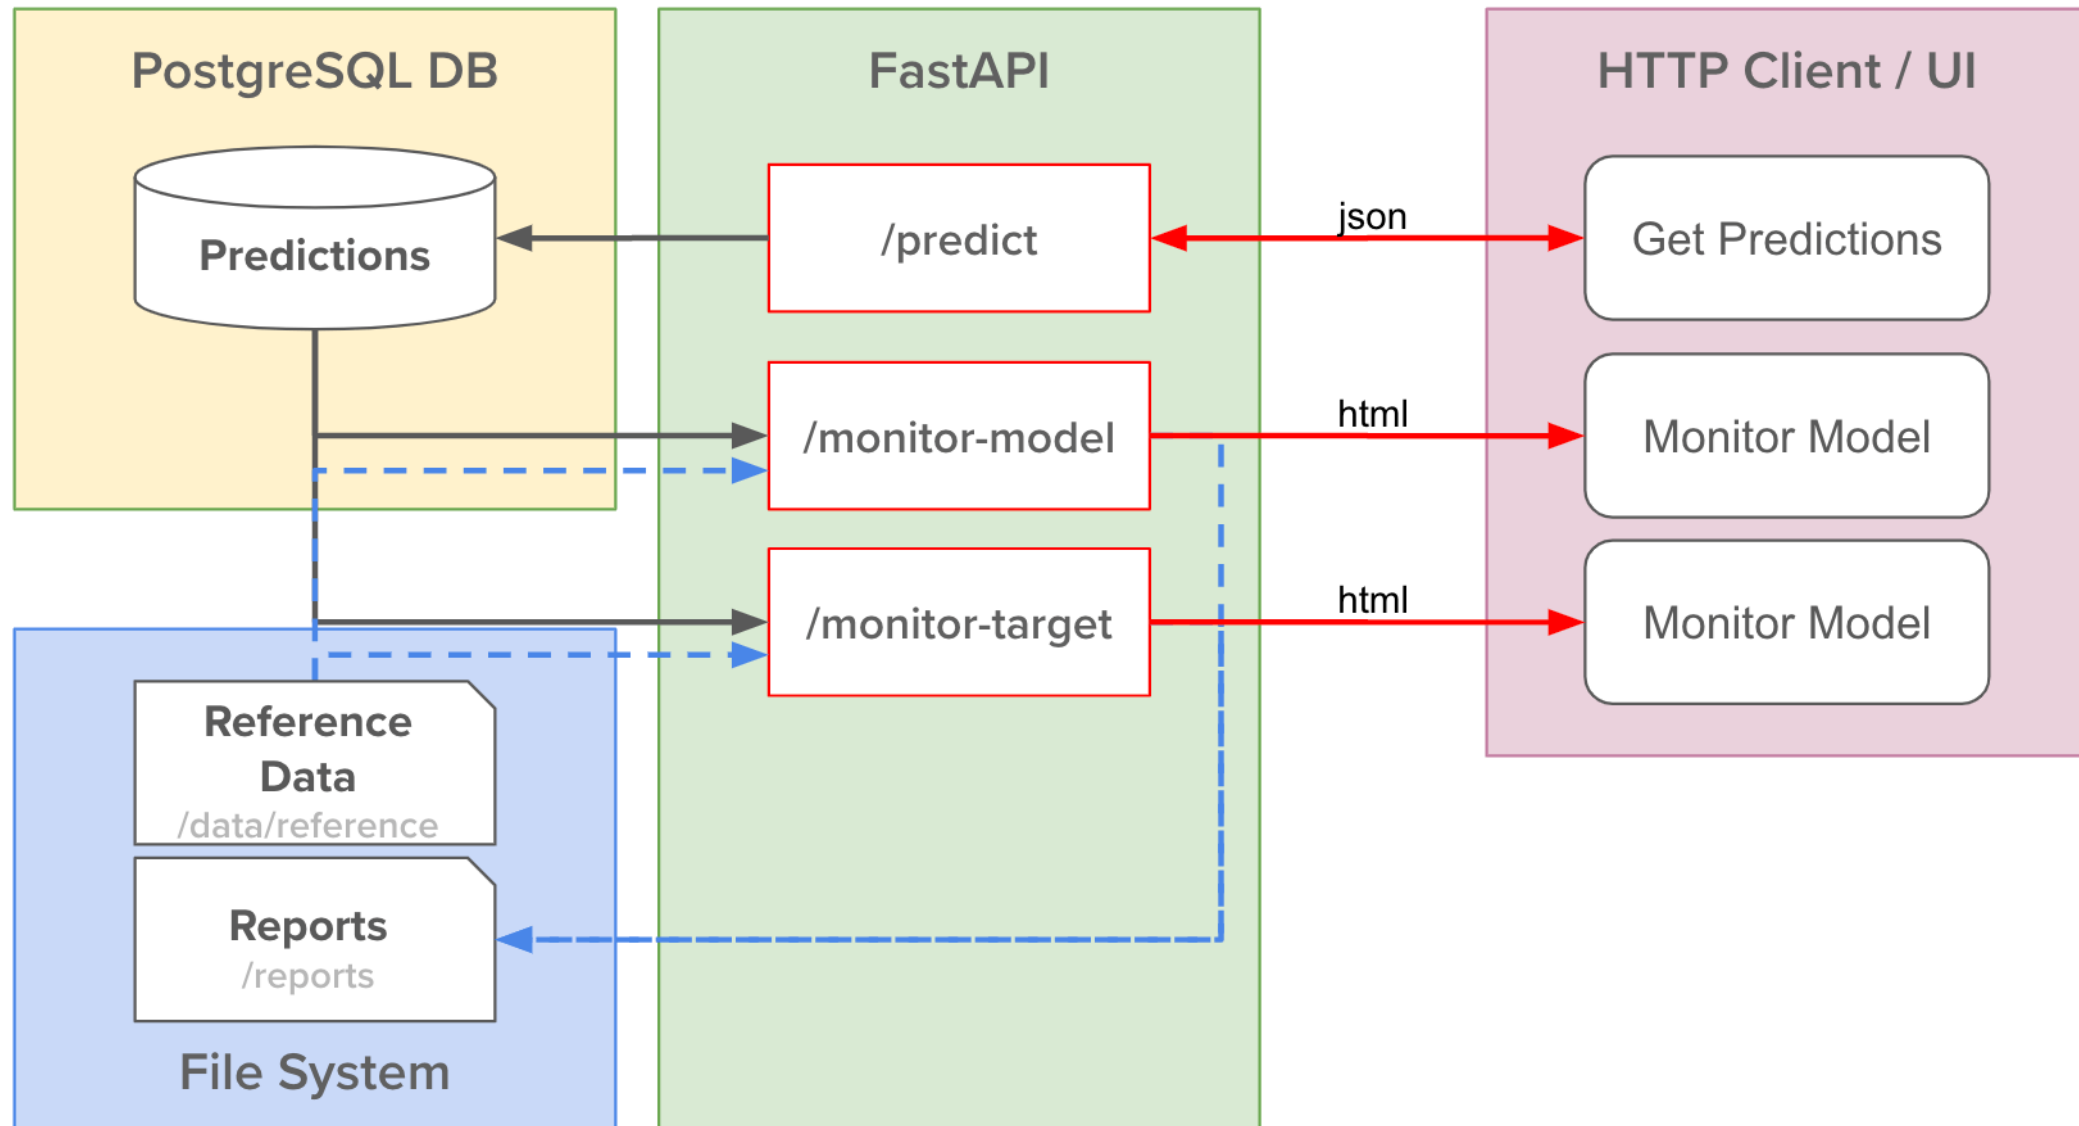 PostgreSQL DB
Predictions
Reference
Data
/data/reference
Reports
/reports
File System
FastAPI
/predict
/monitor-model
/monitor-target
json
html
html
HTTP Client / UI
Get Predictions
Monitor Model
Monitor Model